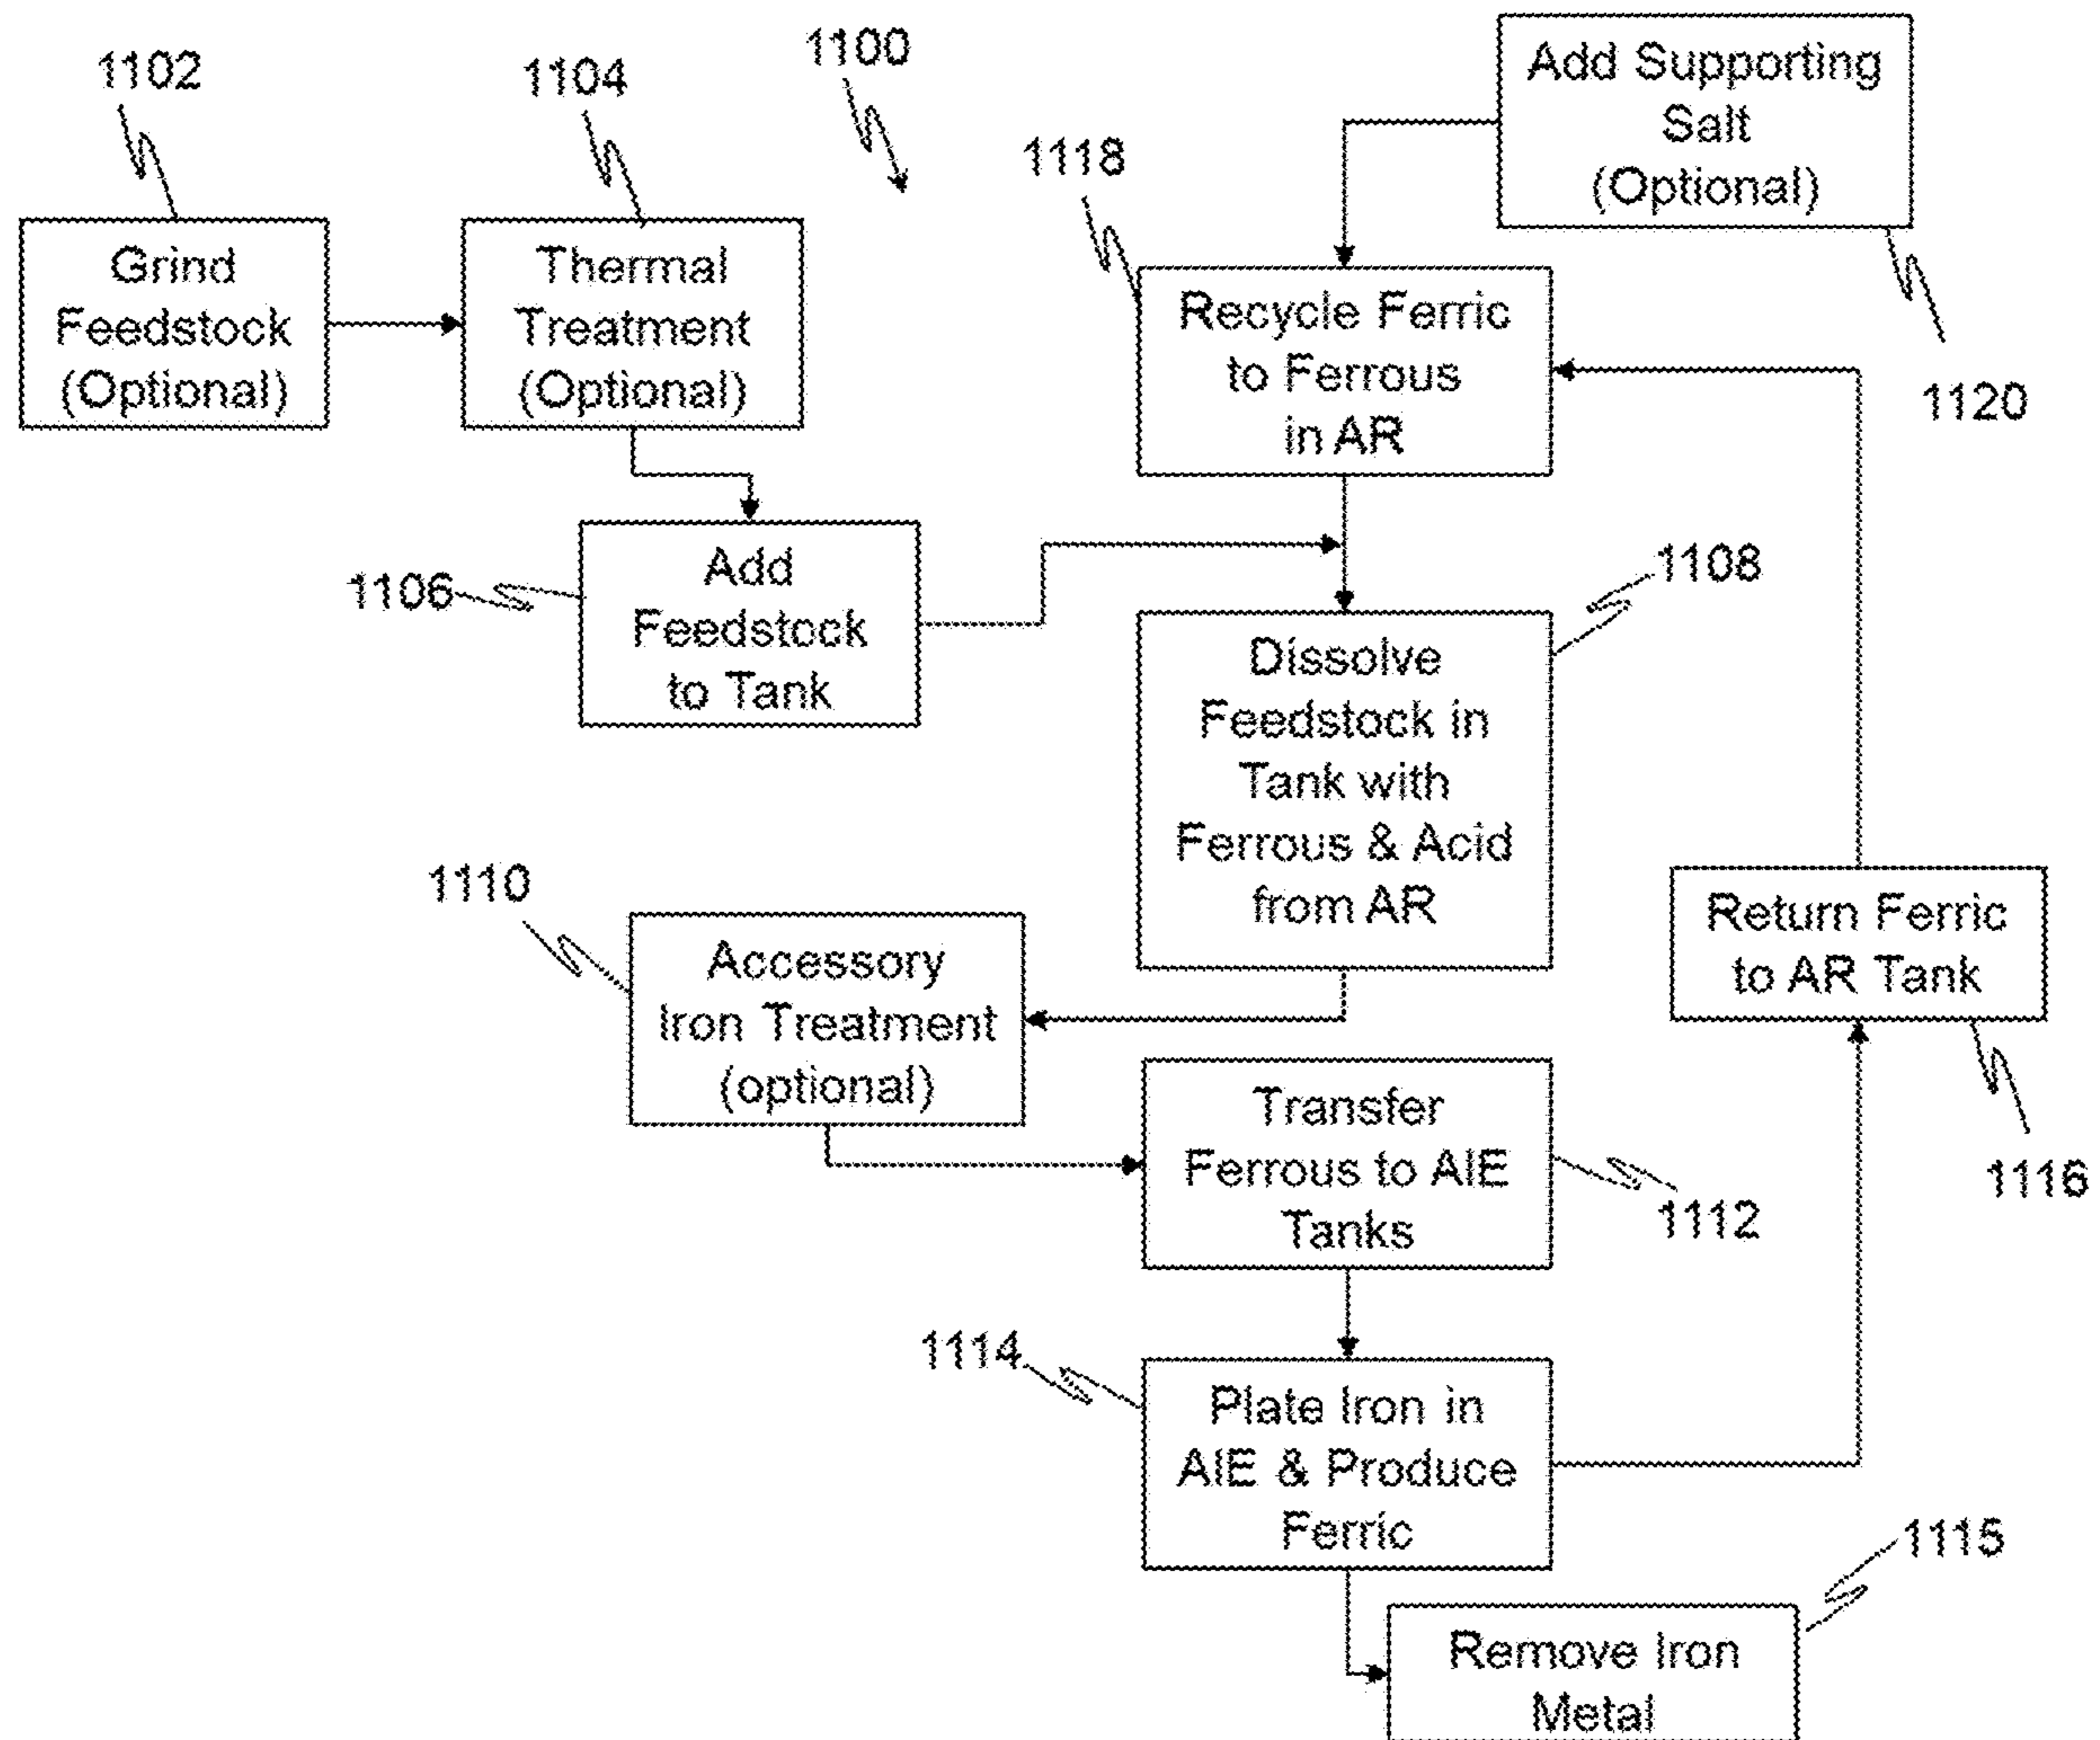 1102
1104
1100
1118
Add Supporting
Salt
(Optional)
1120
Grind
Feedstock
(Optional)
Thermal
Treatment
(Optional)
Recycle Ferric
to Ferrous
in AR
1106
Add
Feedstock
to Tank
1108
Dissolve
Feedstock in
Tank with
Ferrous & Acid
from AR
1110
Accessory
Iron Treatment
(optional)
Return Ferric
to AR Tank
1116
Transfer
Ferrous to AIE
Tanks
1112
1114
Plate Iron in
AIE & Produce
Ferric
1115
Remove Iron
Metal